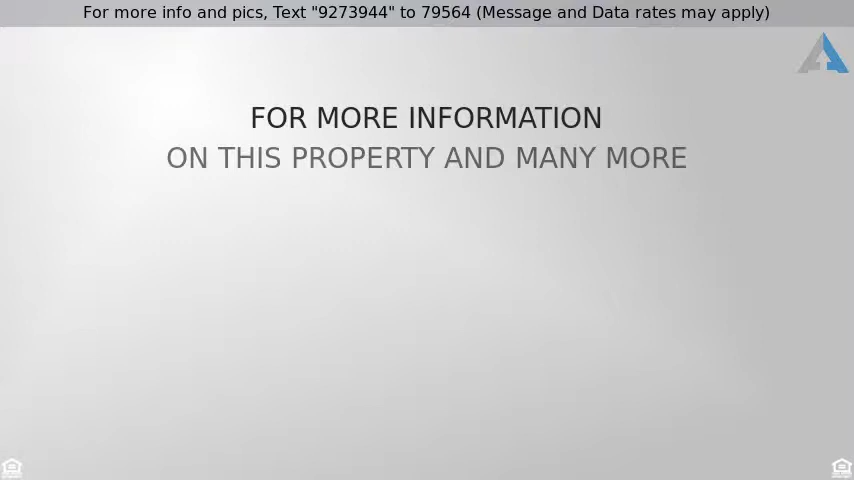 For more info and pics, Text "9273944" to 79564 (Message and Data rates may apply)
FOR MORE INFORMATION
ON THIS PROPERTY AND MANY MORE